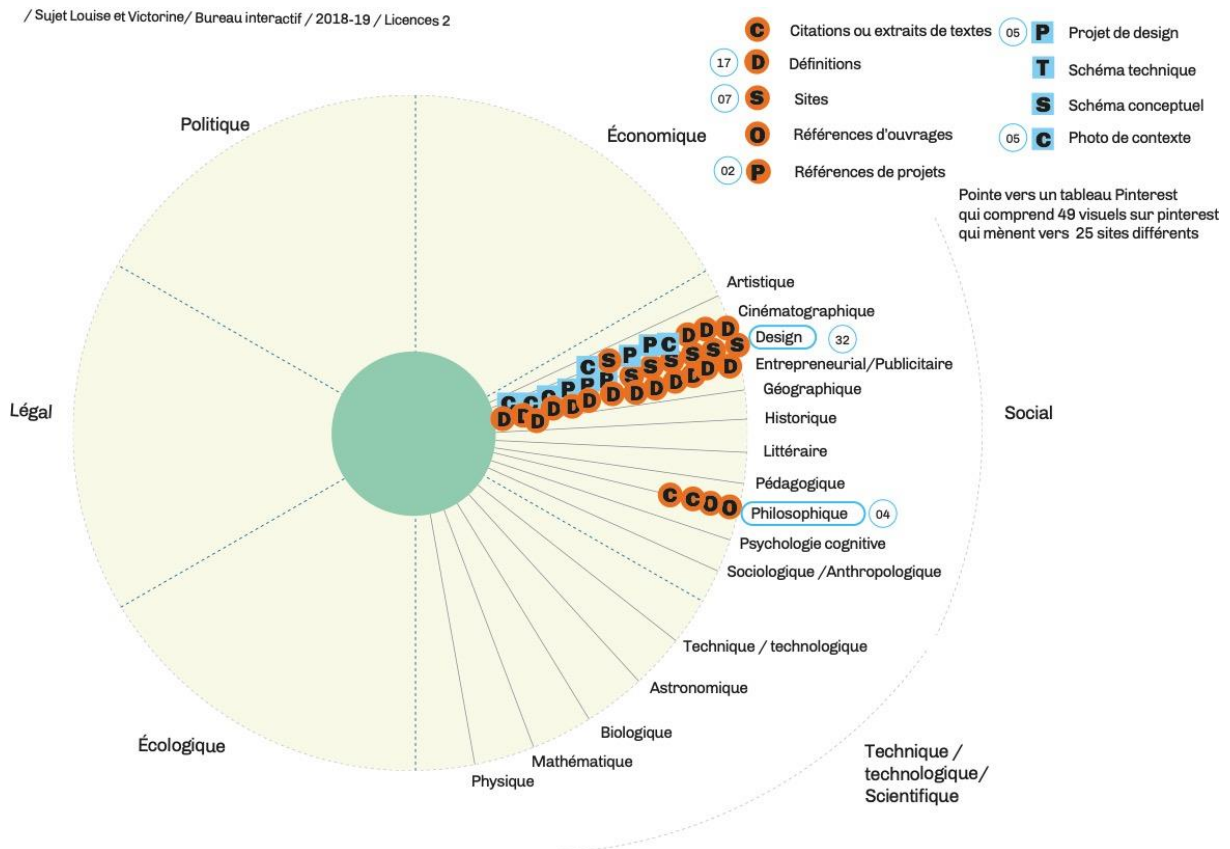 / Sujet Louise et Victorine/ Bureau interactif / 2018-19 / Licences 2
C Citations ou extraits de textes
17 D Définitions
07 S Sites
O Références d'ouvrages
02 P Références de projets
05 P Projet de design
T Schéma technique
S Schéma conceptuel
05 C Photo de contexte
Pointe vers un tableau Pinterest
qui comprend 49 visuels sur pinterest
qui mènent vers 25 sites différents
Politique
Économique
Légal
Écologique
Social
Technique /
technologique/
Scientifique
Artistique
Cinématographique
Design 32
Entrepreneurial/Publicitaire
Géographique
Historique
Littéraire
Pédagogique
Philosophique 04
Psychologie cognitive
Sociologique /Anthropologique
Technique / technologique
Astronomique
Biologique
Mathématique
Physique
C S P P C D D D
C C C P P P S S S S S S
D D D D D D D D D D D D D D
C C O O